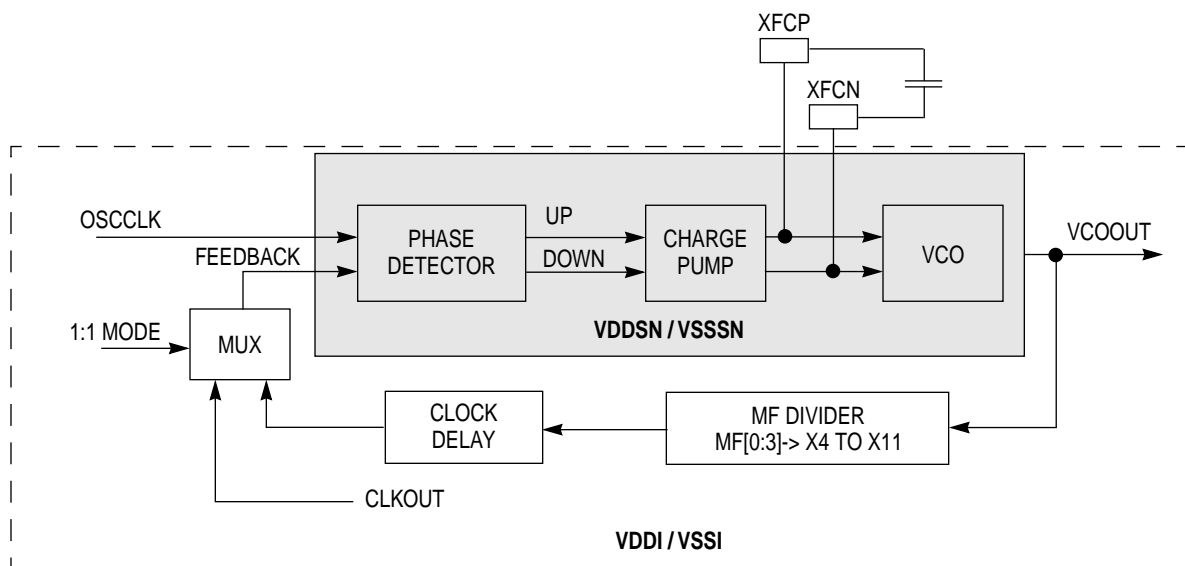 XFCP
XFCN
OSCCLK
FEEDBACK
PHASE
DETECTOR
UP
DOWN
CHARGE
PUMP
VCO
VCOOUT
VDDSN / VSSSN
1:1 MODE
MUX
CLOCK
DELAY
MF DIVIDER
MF[0:3]-> X4 TO X11
CLKOUT
VDDI / VSSI